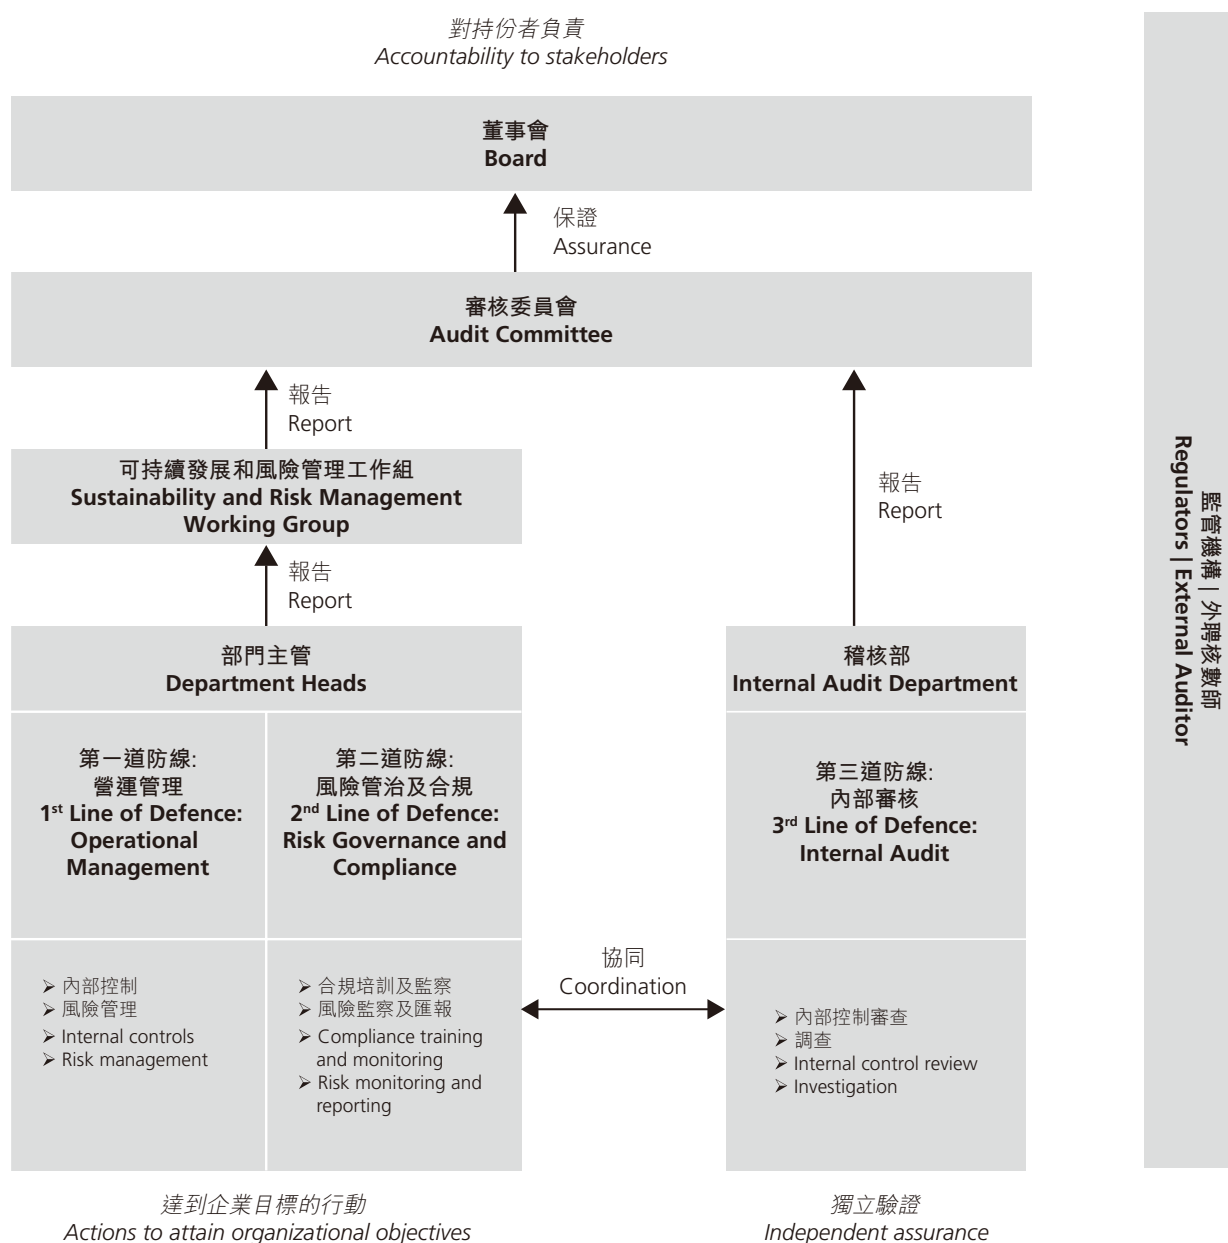 對持份者負責
Accountability to stakeholders
董事會
Board
保證
Assurance
審核委員會
Audit Committee
報告
Report
可持續發展和風險管理工作組
Sustainability and Risk Management
Working Group
報告
Report
報告
Report
部門主管
Department Heads
第一道防線:
營運管理
1st Line of Defence:
Operational
Management
第二道防線:
風險管治及合規
2nd Line of Defence:
Risk Governance and
Compliance
➢ 內部控制
➢ 風險管理
➢ Internal controls
➢ Risk management
➢ 合規培訓及監察
➢ 風險監察及匯報
➢ Compliance training
and monitoring
➢ Risk monitoring and
reporting
協同
Coordination
稽核部
Internal Audit Department
第三道防線:
內部審核
3rd Line of Defence:
Internal Audit
➢ 內部控制審查
➢ 調查
➢ Internal control review
➢ Investigation
達到企業目標的行動
Actions to attain organizational objectives
獨立驗證
Independent assurance
監管機構 | 外聘核數師
Regulators | External Auditor